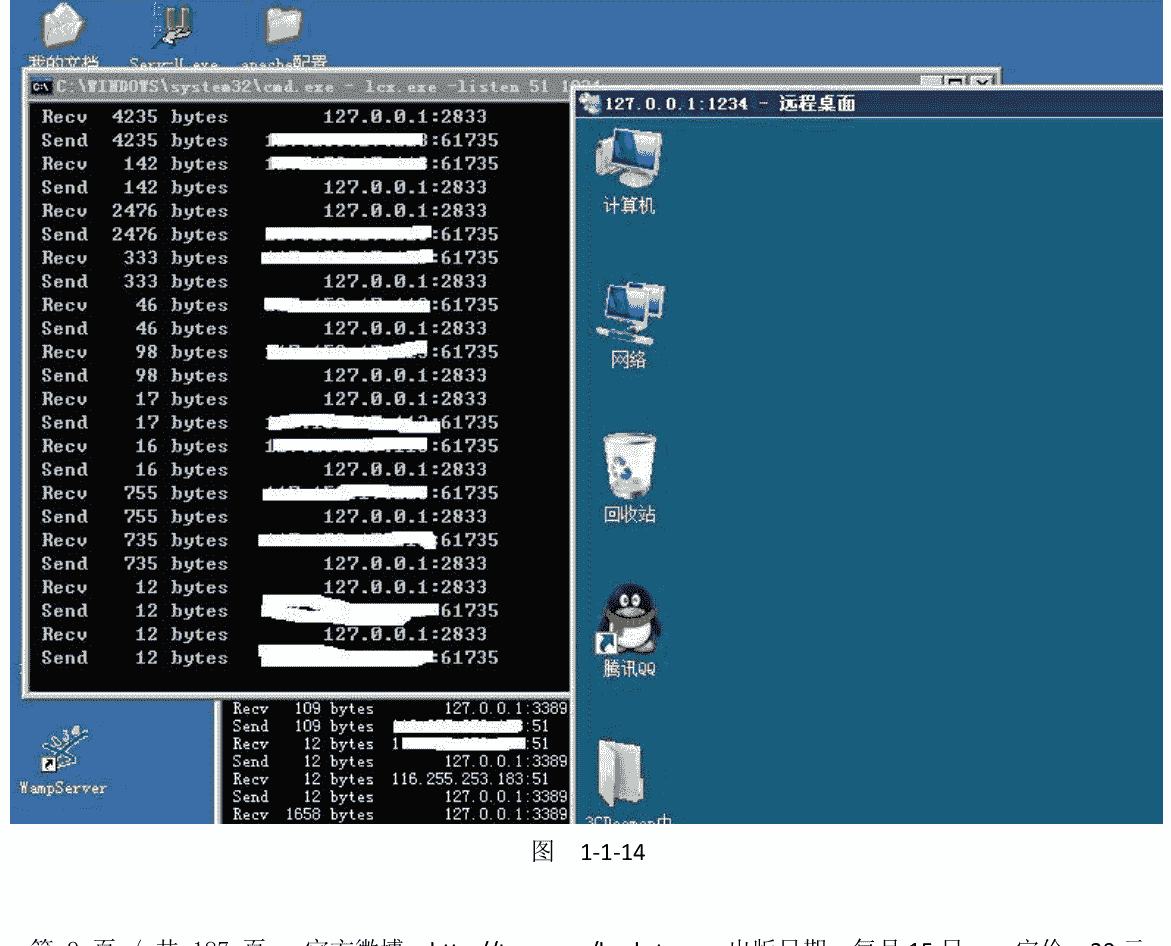 我的文档 Serv-U.exe apache配置
C:\WINDOWS\system32\cmd.exe - lcx.exe -listen 51 1234
127.0.0.1:1234 - 远程桌面
Recv 4235 bytes 127.0.0.1:2833
Send 4235 bytes :61735
Recv 142 bytes :61735
Send 142 bytes 127.0.0.1:2833
Recv 2476 bytes 127.0.0.1:2833
Send 2476 bytes :61735
Recv 333 bytes :61735
Send 333 bytes 127.0.0.1:2833
Recv 46 bytes :61735
Send 46 bytes 127.0.0.1:2833
Recv 98 bytes :61735
Send 98 bytes 127.0.0.1:2833
Recv 17 bytes 127.0.0.1:2833
Send 17 bytes 61735
Recv 16 bytes :61735
Send 16 bytes 127.0.0.1:2833
Recv 755 bytes :61735
Send 755 bytes 127.0.0.1:2833
Recv 735 bytes 61735
Send 735 bytes 127.0.0.1:2833
Recv 12 bytes 127.0.0.1:2833
Send 12 bytes 61735
Recv 12 bytes 127.0.0.1:2833
Send 12 bytes :61735
计算机
网络
回收站
腾讯QQ
Recv 109 bytes 127.0.0.1:3389
Send 109 bytes :51
Recv 12 bytes :51
Send 12 bytes 127.0.0.1:3389
Recv 12 bytes 116.255.253.183:51
Send 12 bytes 127.0.0.1:3389
Recv 1658 bytes 127.0.0.1:3389
WampServer
图 1-1-14